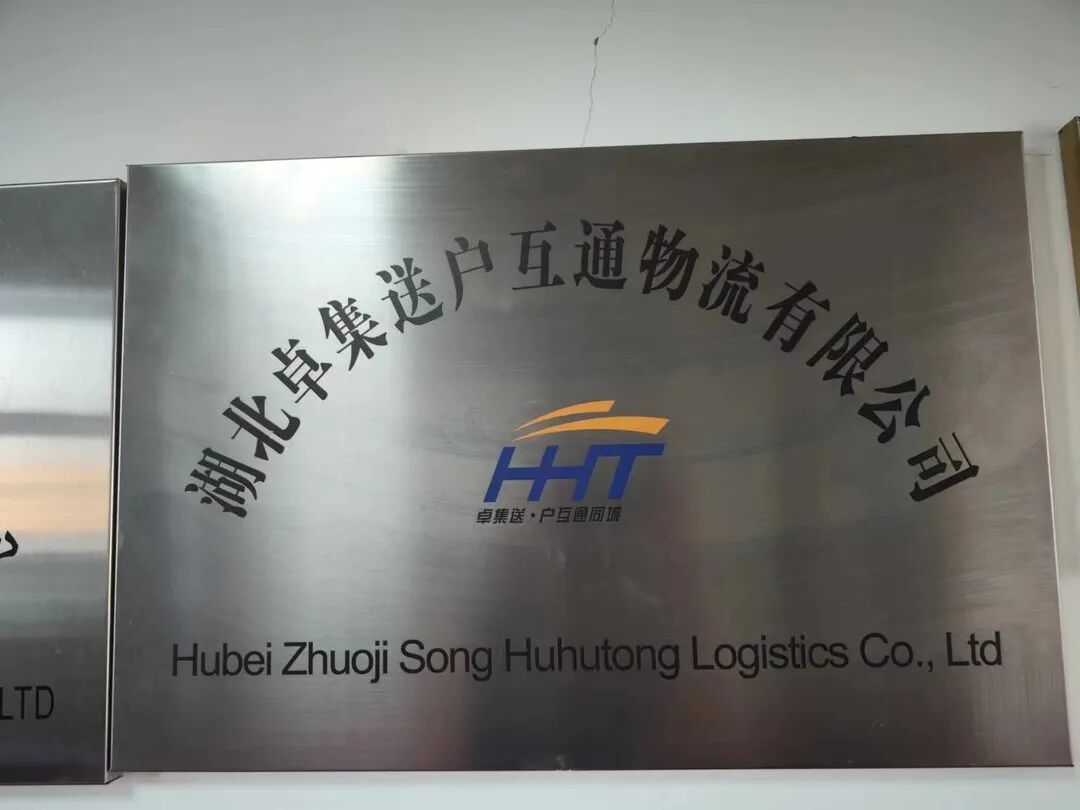 湖北卓集送户互通物流有限公司
HHT
卓集送·户互通同城
Hubei Zhuoji Song Huhutong Logistics Co., Ltd
LTD